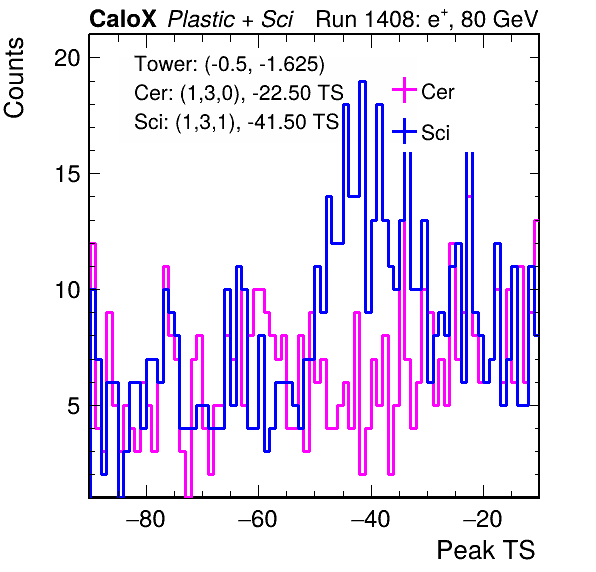 CaloX Plastic + Sci Run 1408: e+, 80 GeV
Counts
Tower: (-0.5, -1.625)
Cer: (1,3,0), -22.50 TS
Sci: (1,3,1), -41.50 TS
Cer
Sci
20
15
10
5
−80 −60 −40 −20
Peak TS